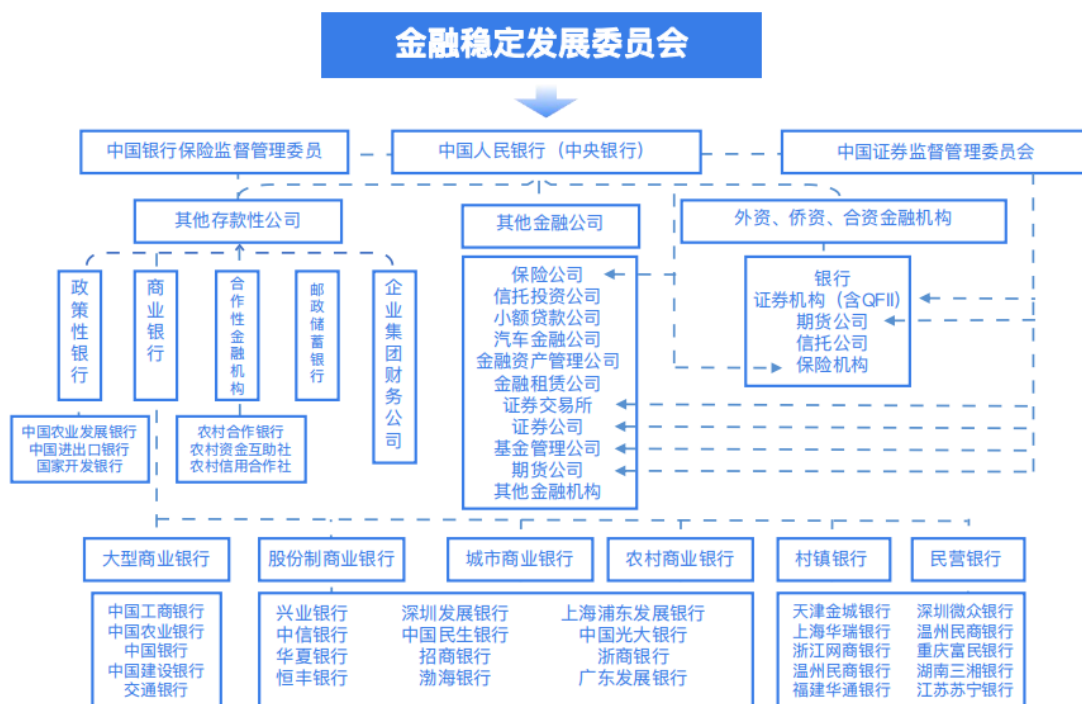 金融稳定发展委员会
中国银行保险监督管理委员
中国人民银行（中央银行）
中国证券监督管理委员会
其他存款性公司
其他金融公司
外资、侨资、合资金融机构
政策性银行
商业银行
合作性金融机构
邮政储蓄银行
企业集团财务公司
中国农业发展银行
中国进出口银行
国家开发银行
农村合作银行
农村资金互助社
农村信用合作社
保险公司
信托投资公司
小额贷款公司
汽车金融公司
金融资产管理公司
金融租赁公司
证券交易所
证券公司
基金管理公司
期货公司
其他金融机构
银行
证券机构（含QFII）
期货公司
信托公司
保险机构
大型商业银行
股份制商业银行
城市商业银行
农村商业银行
村镇银行
民营银行
中国工商银行
中国农业银行
中国银行
中国建设银行
交通银行
兴业银行 深圳发展银行 上海浦东发展银行
中信银行 中国民生银行 中国光大银行
华夏银行 招商银行 浙商银行
恒丰银行 渤海银行 广东发展银行
天津金城银行 深圳微众银行
上海华瑞银行 温州民商银行
浙江网商银行 重庆富民银行
温州民商银行 湖南三湘银行
福建华通银行 江苏苏宁银行